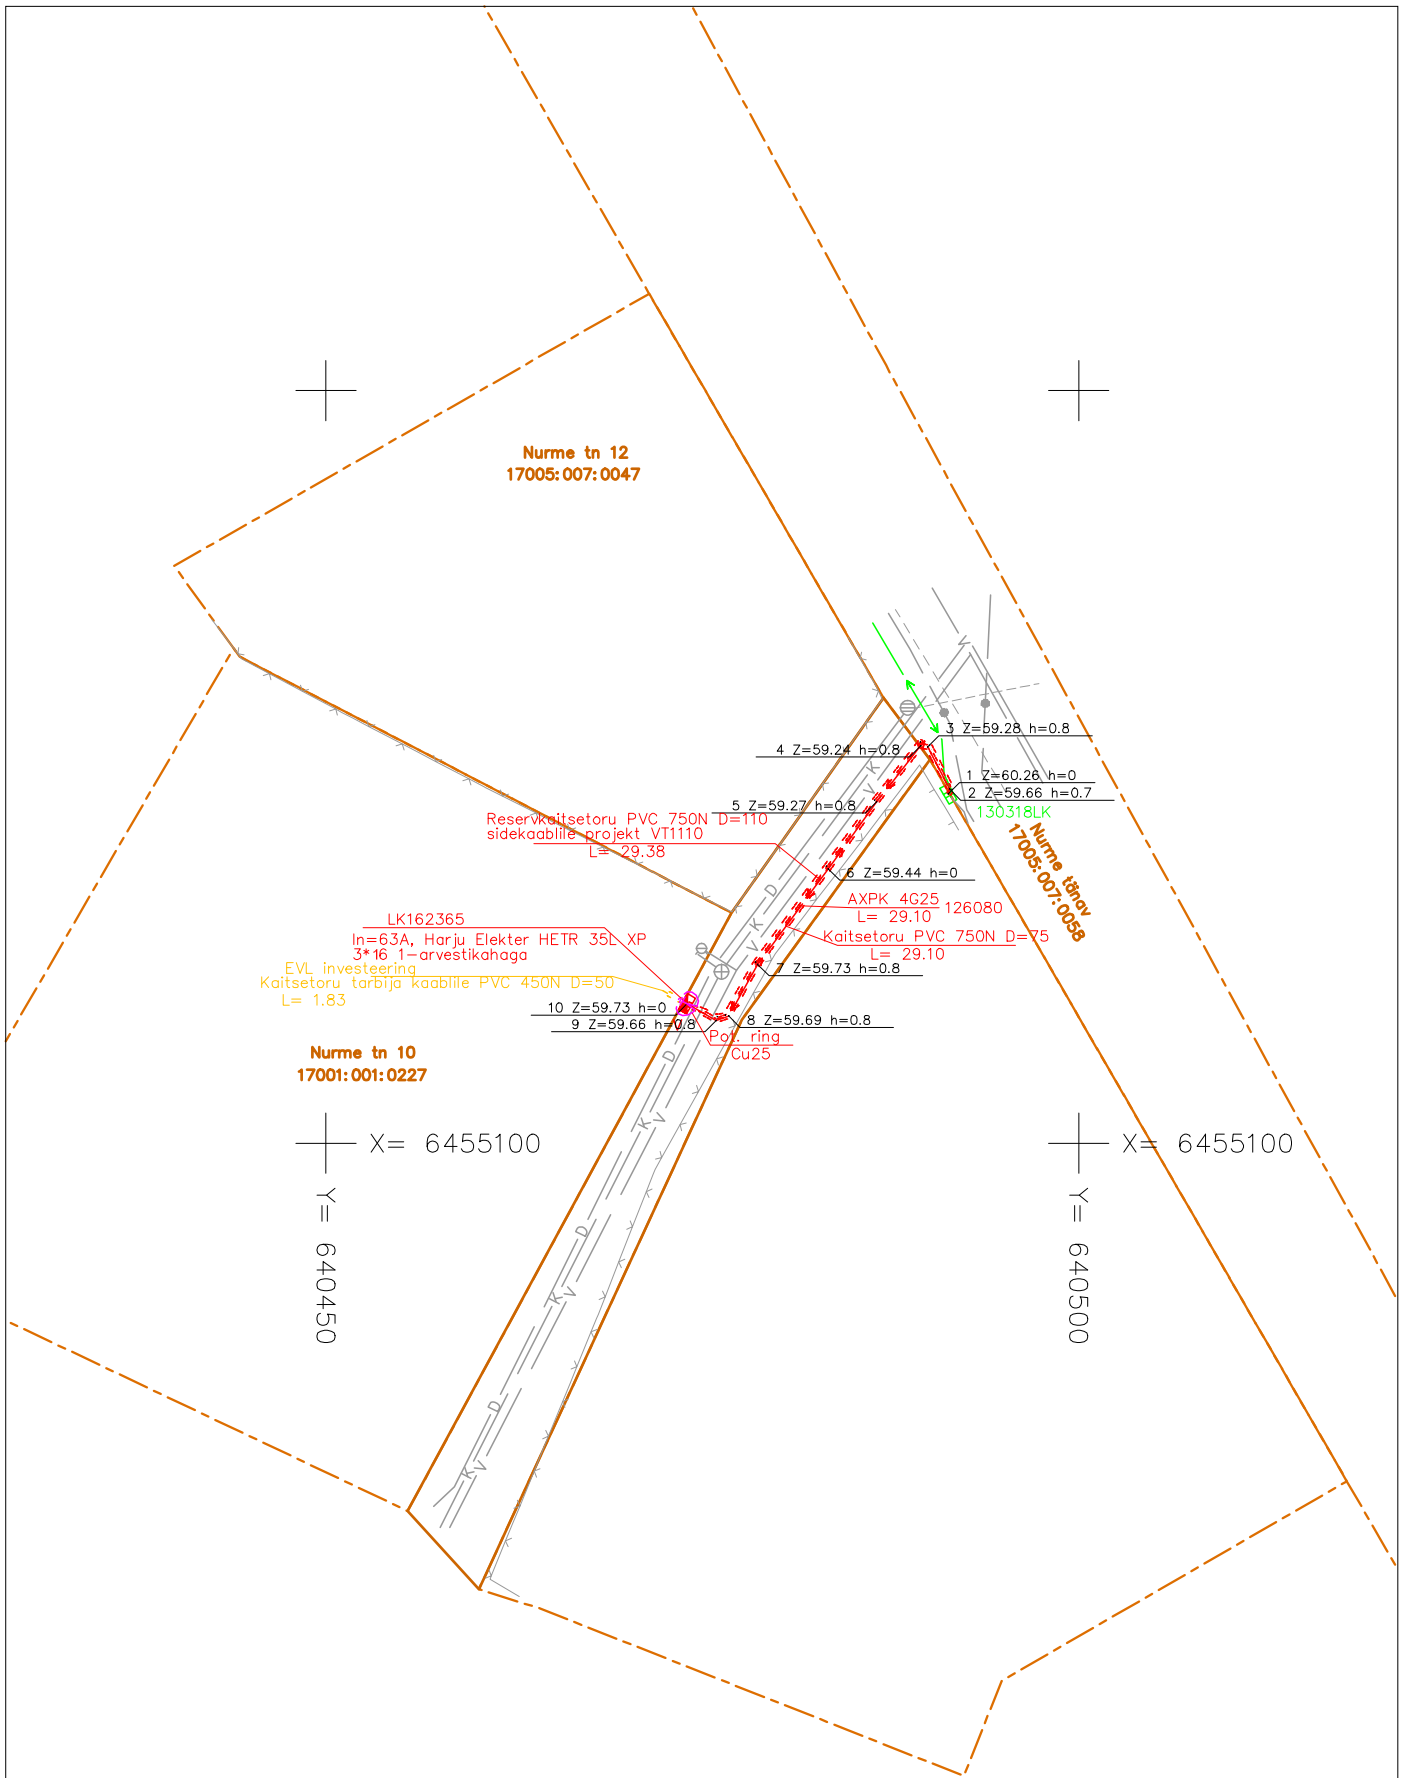 Nurme tn 12
17005:007:0047
3 Z=59.28 h=0.8
4 Z=59.24 h=0.8
1 Z=60.26 h=0
2 Z=59.66 h=0.7
130318LK
5 Z=59.27 h=0.8
Reservkaitsetoru PVC 750N D=110
sidekaablile projekt VT1110
L= 29.38
Nurme tänav
17005:007:0058
6 Z=59.44 h=0
AXPK 4G25 126080
L= 29.10
Kaitsetoru PVC 750N D=75
L= 29.10
LK162365
In=63A, Harju Elekter HETR 35L XP
3*16 1-arvestikahaga
EVL investeering
Kaitsetoru tarbija kaablile PVC 450N D=50
L= 1.83
7 Z=59.73 h=0.8
10 Z=59.73 h=0
9 Z=59.66 h=0.8
8 Z=59.69 h=0.8
Pot. ring
Cu25
Nurme tn 10
17001:001:0227
X= 6455100
X= 6455100
Y= 640450
Y= 640500
V
K
V
D
K
V
D
K
V
D
K
V
D
K
V